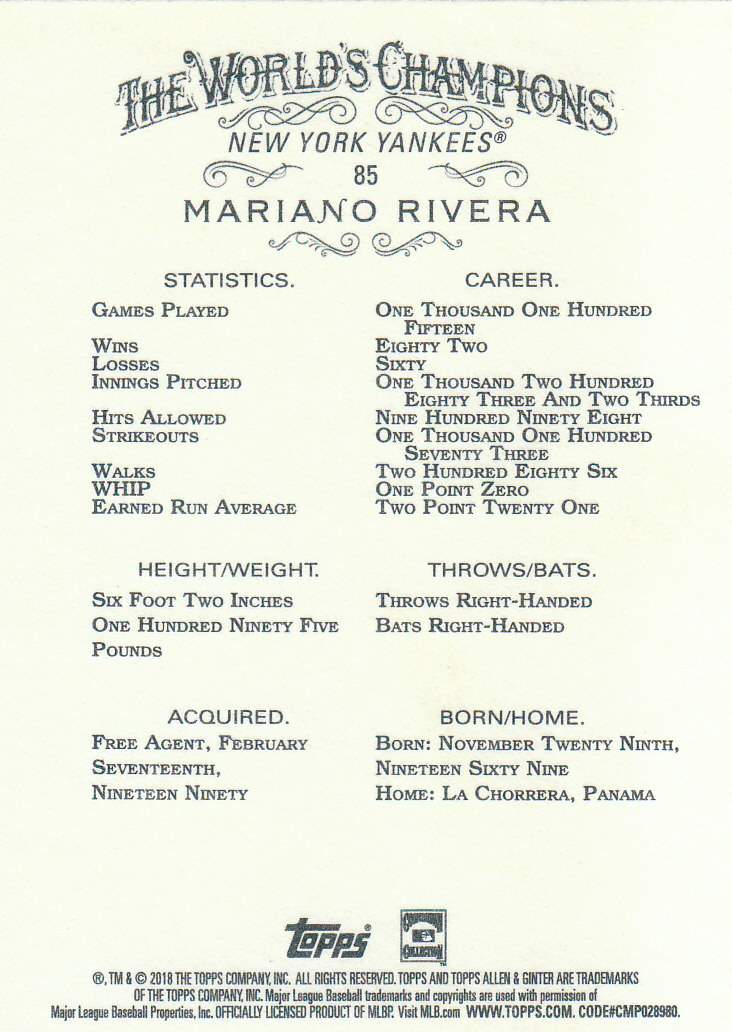 THE WORLD'S CHAMPIONS
NEW YORK YANKEES®
85
MARIANO RIVERA
STATISTICS. CAREER.
GAMES PLAYED ONE THOUSAND ONE HUNDRED
FIFTEEN
WINS EIGHTY TWO
LOSSES SIXTY
INNINGS PITCHED ONE THOUSAND TWO HUNDRED
EIGHTY THREE AND TWO THIRDS
HITS ALLOWED NINE HUNDRED NINETY EIGHT
STRIKEOUTS ONE THOUSAND ONE HUNDRED
SEVENTY THREE
WALKS TWO HUNDRED EIGHTY SIX
WHIP ONE POINT ZERO
EARNED RUN AVERAGE TWO POINT TWENTY ONE
HEIGHT/WEIGHT.
SIX FOOT TWO INCHES
ONE HUNDRED NINETY FIVE
POUNDS
THROWS/BATS.
THROWS RIGHT-HANDED
BATS RIGHT-HANDED
ACQUIRED.
FREE AGENT, FEBRUARY
SEVENTEENTH,
NINETEEN NINETY
BORN/HOME.
BORN: NOVEMBER TWENTY NINTH,
NINETEEN SIXTY NINE
HOME: LA CHORRERA, PANAMA
topps®
COOPERSTOWN
COLLECTION™
®, TM & © 2018 THE TOPPS COMPANY, INC. ALL RIGHTS RESERVED. TOPPS AND TOPPS ALLEN & GINTER ARE TRADEMARKS
OF THE TOPPS COMPANY, INC. Major League Baseball trademarks and copyrights are used with permission of
Major League Baseball Properties, Inc. OFFICIALLY LICENSED PRODUCT OF MLBP. Visit MLB.com WWW.TOPPS.COM. CODE#CMP028980.